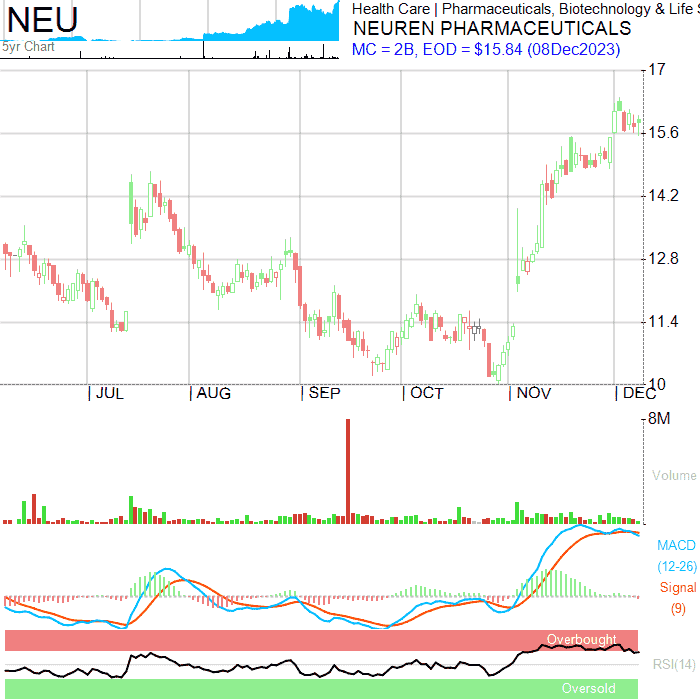 NEU
5yr Chart
Health Care | Pharmaceuticals, Biotechnology & Life S
NEUREN PHARMACEUTICALS
MC = 2B, EOD = $15.84 (08Dec2023)
17
15.6
14.2
12.8
11.4
10
JUL AUG SEP OCT NOV DEC
8M
Volume
MACD
(12-26)
Signal
(9)
Overbought
RSI(14)
Oversold